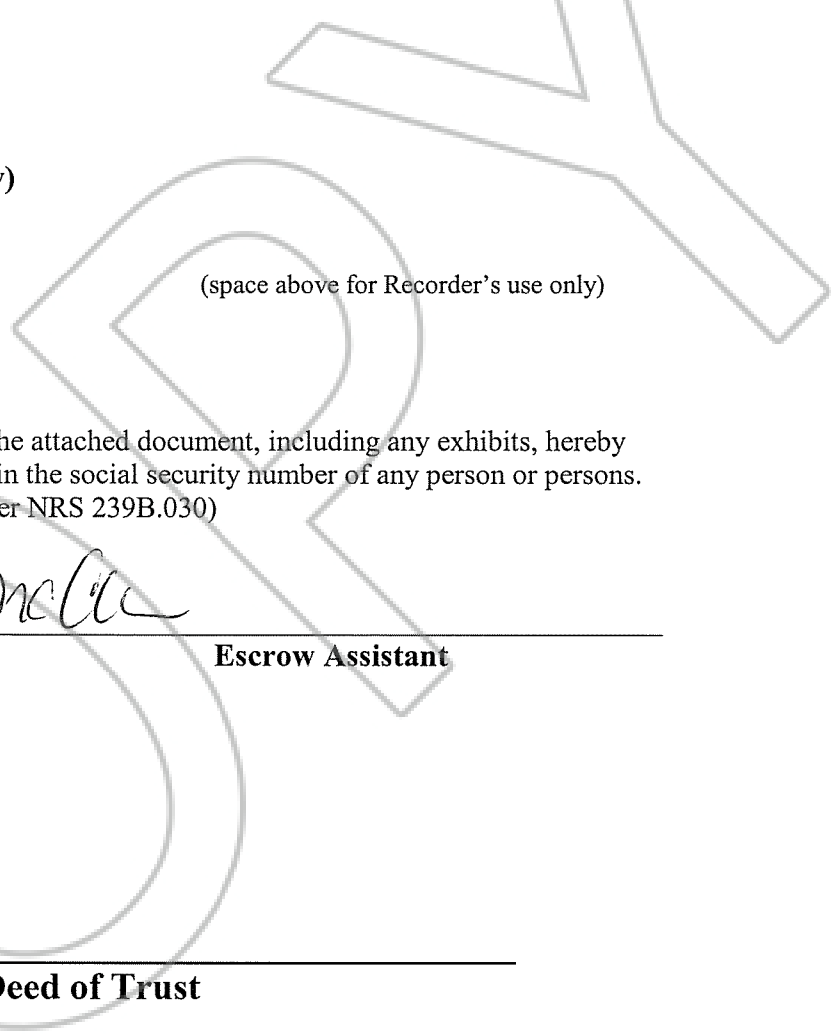 y)
(space above for Recorder’s use only)
he attached document, including any exhibits, hereby
in the social security number of any person or persons.
er NRS 239B.030)
Escrow Assistant
Deed of Trust
OPY